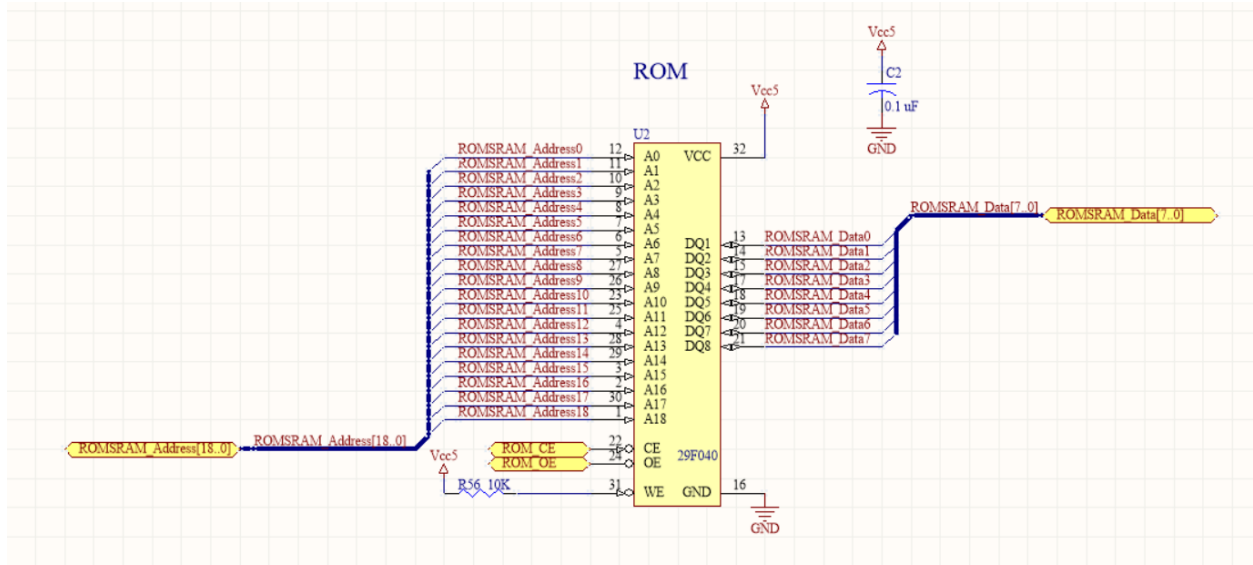 Vcc5
C2
0.1 uF
GND
ROM
Vcc5
U2
ROMSRAM_Address0 12 A0 VCC 32
ROMSRAM_Address1 11 A1
ROMSRAM_Address2 10 A2
ROMSRAM_Address3 9 A3
ROMSRAM_Address4 8 A4
ROMSRAM_Address5 7 A5
ROMSRAM_Address6 6 A6 DQ1 13 ROMSRAM_Data0
ROMSRAM_Address7 5 A7 DQ2 14 ROMSRAM_Data1
ROMSRAM_Address8 27 A8 DQ3 15 ROMSRAM_Data2
ROMSRAM_Address9 26 A9 DQ4 17 ROMSRAM_Data3
ROMSRAM_Address10 23 A10 DQ5 18 ROMSRAM_Data4
ROMSRAM_Address11 25 A11 DQ6 19 ROMSRAM_Data5
ROMSRAM_Address12 4 A12 DQ7 20 ROMSRAM_Data6
ROMSRAM_Address13 28 A13 DQ8 21 ROMSRAM_Data7
ROMSRAM_Address14 29 A14
ROMSRAM_Address15 3 A15
ROMSRAM_Address16 2 A16
ROMSRAM_Address17 30 A17
ROMSRAM_Address18 1 A18
ROMSRAM_Data[7..0] ROMSRAM_Data[7..0]
ROMSRAM_Address[18..0] ROMSRAM_Address[18..0]
ROM_CE 22 CE
ROM_OE 24 OE 29F040
Vcc5
R56 10K 31 WE GND 16
GND